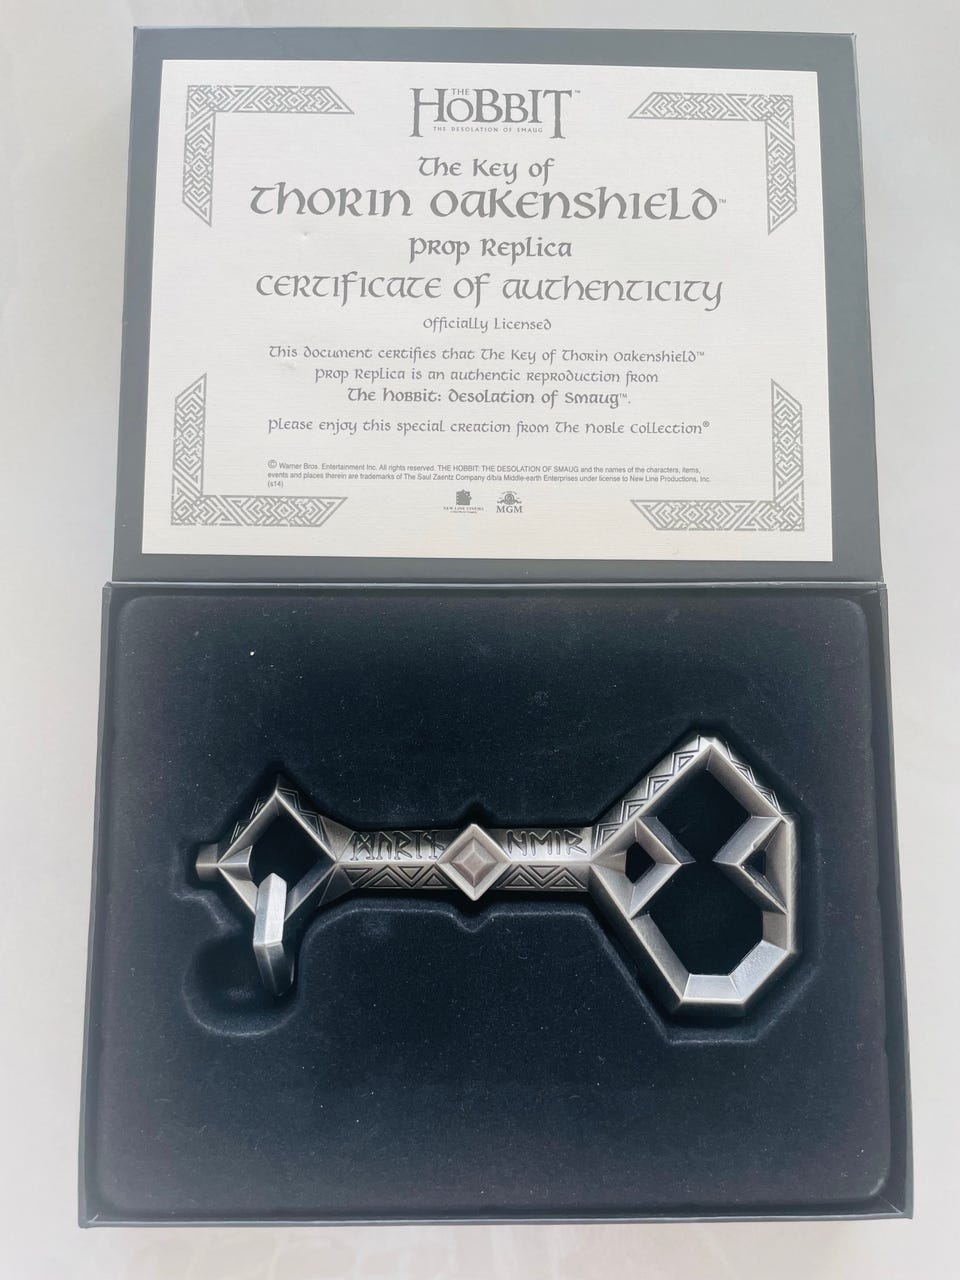 THE
HOBBIT™
THE DESOLATION OF SMAUG
The Key of
Thorin Oakenshield™
Prop Replica
Certificate of Authenticity
Officially Licensed
This document certifies that The Key of Thorin Oakenshield™
Prop Replica is an authentic reproduction from
The Hobbit: Desolation of Smaug™.
Please enjoy this special creation from The Noble Collection®
© Warner Bros. Entertainment Inc. All rights reserved. THE HOBBIT: THE DESOLATION OF SMAUG and the names of the characters, items,
events and places therein are trademarks of The Saul Zaentz Company d/b/a Middle-earth Enterprises under license to New Line Productions, Inc.
(s14)
NEW LINE CINEMA
MGM